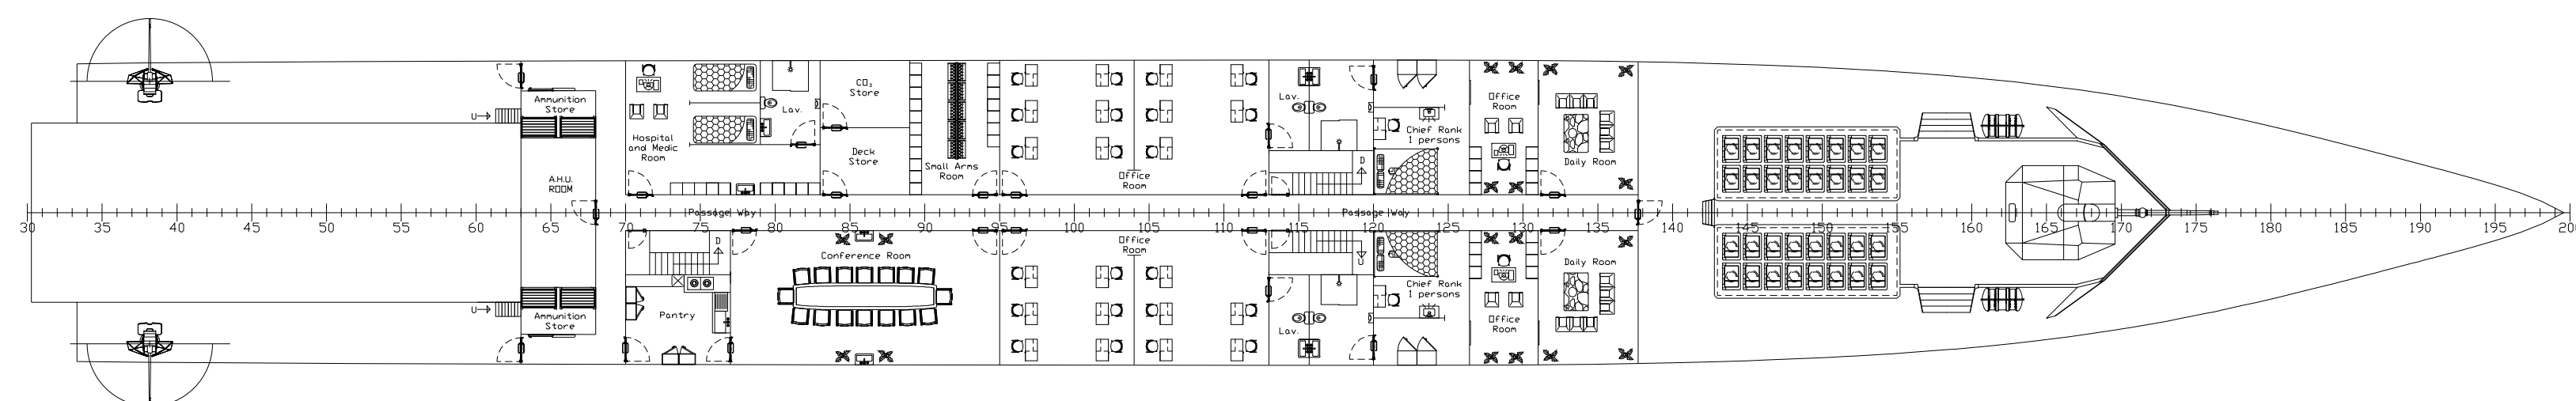 Ammunition
Store
U
A.H.U.
ROOM
Hospital
and Medic
Room
Lav.
CO₂
Store
Deck
Store
Small Arms
Room
Office
Room
Lav.
D
Chief Rank
1 persons
Office
Room
Daily Room
Passage Way
Passage Way
30 35 40 45 50 55 60 65 70 75 80 85 90 95 100 105 110 115 120 125 130 135 140 145 150 155 160 165 170 175 180 185 190 195
D
Conference Room
Office
Room
U
Daily Room
Chief Rank
1 persons
U
Ammunition
Store
Pantry
Lav.
Office
Room